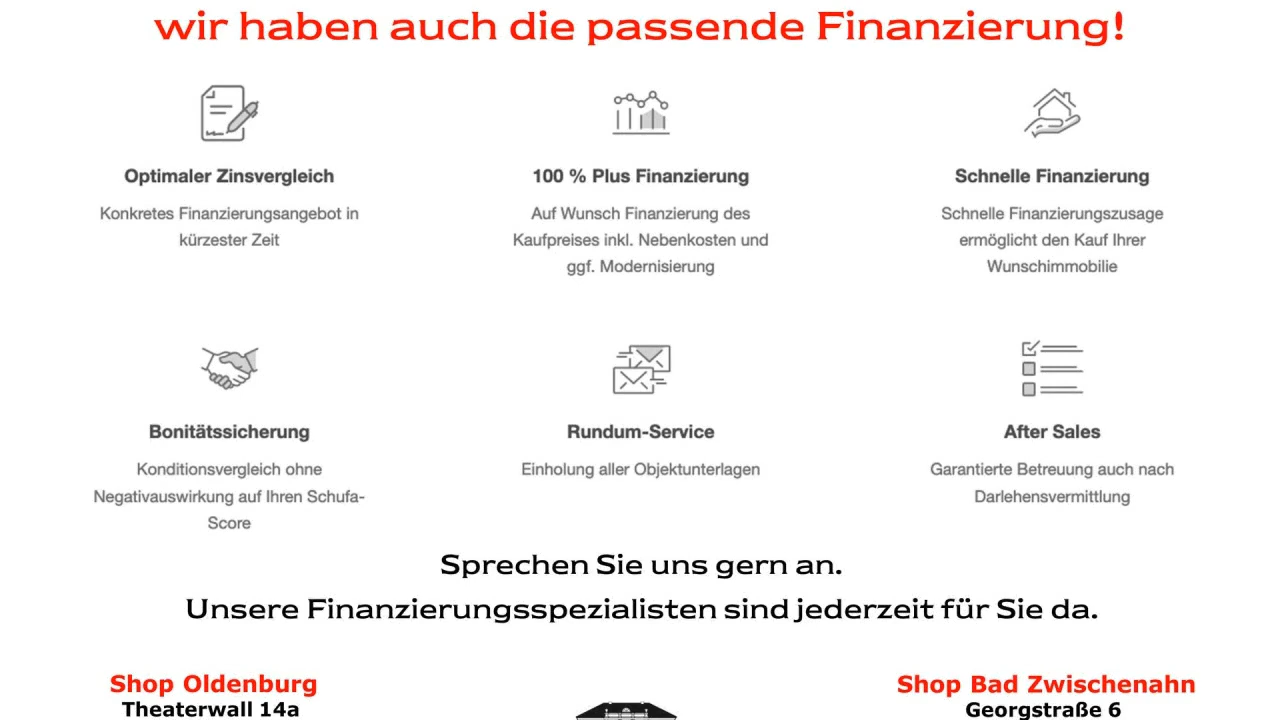 wir haben auch die passende Finanzierung!
Optimaler Zinsvergleich
Konkretes Finanzierungsangebot in
kürzester Zeit
100 % Plus Finanzierung
Auf Wunsch Finanzierung des
Kaufpreises inkl. Nebenkosten und
ggf. Modernisierung
Schnelle Finanzierung
Schnelle Finanzierungszusage
ermöglicht den Kauf Ihrer
Wunschimmobilie
Bonitätssicherung
Konditionsvergleich ohne
Negativauswirkung auf Ihren Schufa-
Score
Rundum-Service
Einholung aller Objektunterlagen
After Sales
Garantierte Betreuung auch nach
Darlehensvermittlung
Sprechen Sie uns gern an.
Unsere Finanzierungsspezialisten sind jederzeit für Sie da.
Shop Oldenburg
Theaterwall 14a
Shop Bad Zwischenahn
Georgstraße 6